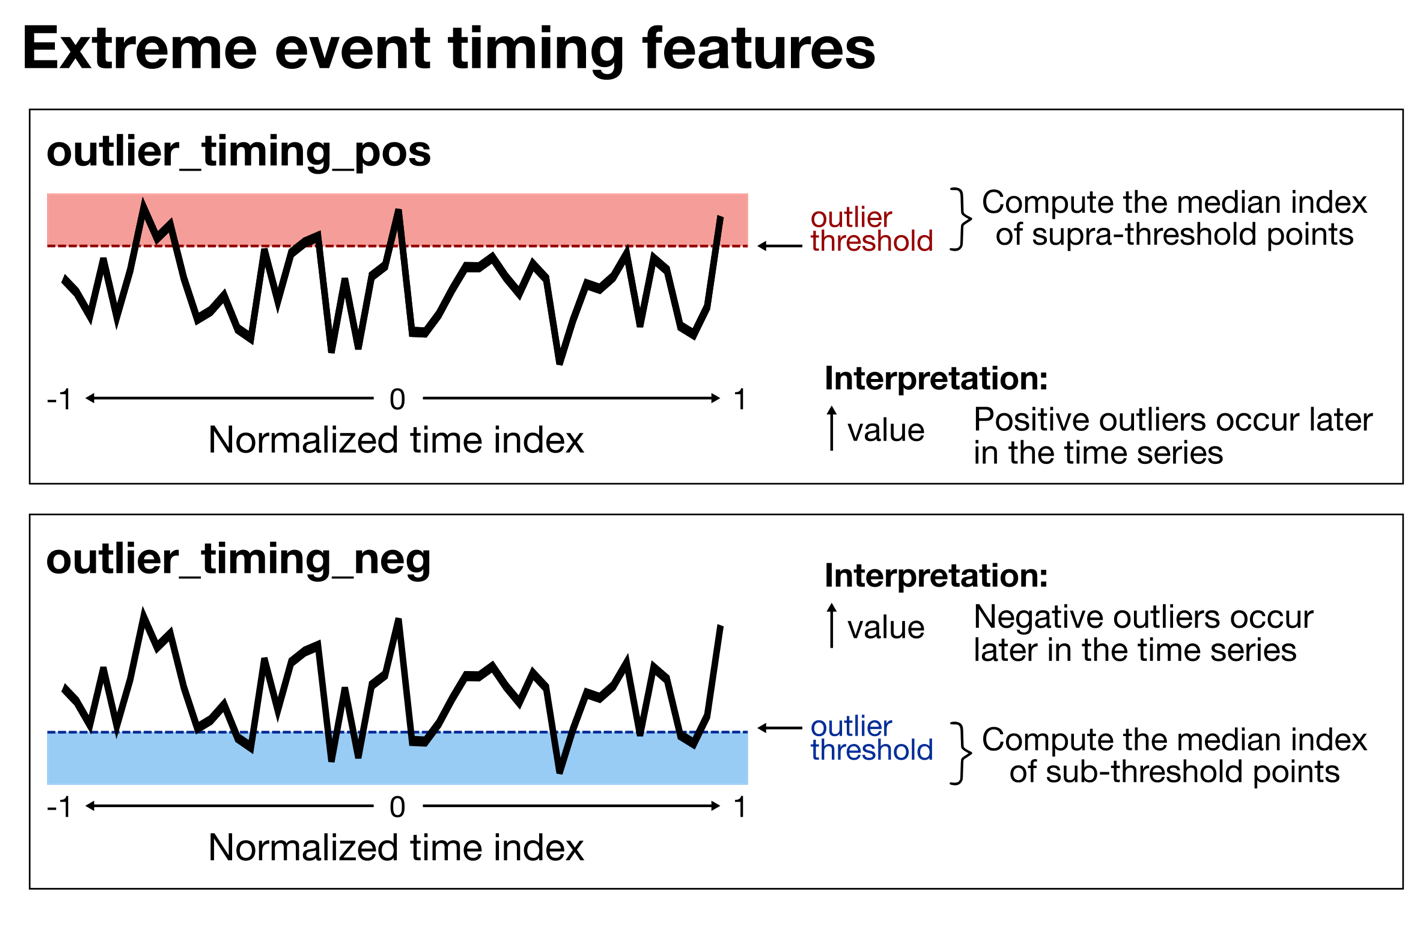 Extreme event timing features
outlier_timing_pos
outlier
threshold
Compute the median index
of supra-threshold points
-1
0
1
Normalized time index
Interpretation:
value
Positive outliers occur later
in the time series
outlier_timing_neg
Interpretation:
value
Negative outliers occur
later in the time series
outlier
threshold
Compute the median index
of sub-threshold points
-1
0
1
Normalized time index